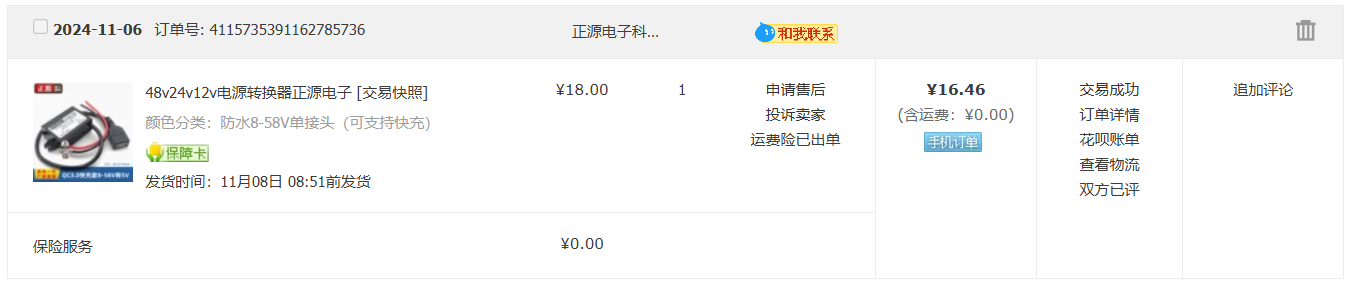 2024-11-06 订单号: 4115735391162785736 正源电子科... 和我联系
48v24v12v电源转换器正源电子 [交易快照]
颜色分类：防水8-58V单接头（可支持快充）
保障卡
发货时间：11月08日 08:51前发货
¥18.00
1
申请售后
投诉卖家
运费险已出单
¥16.46
(含运费：¥0.00)
手机订单
交易成功
订单详情
花呗账单
查看物流
双方已评
追加评论
保险服务 ¥0.00